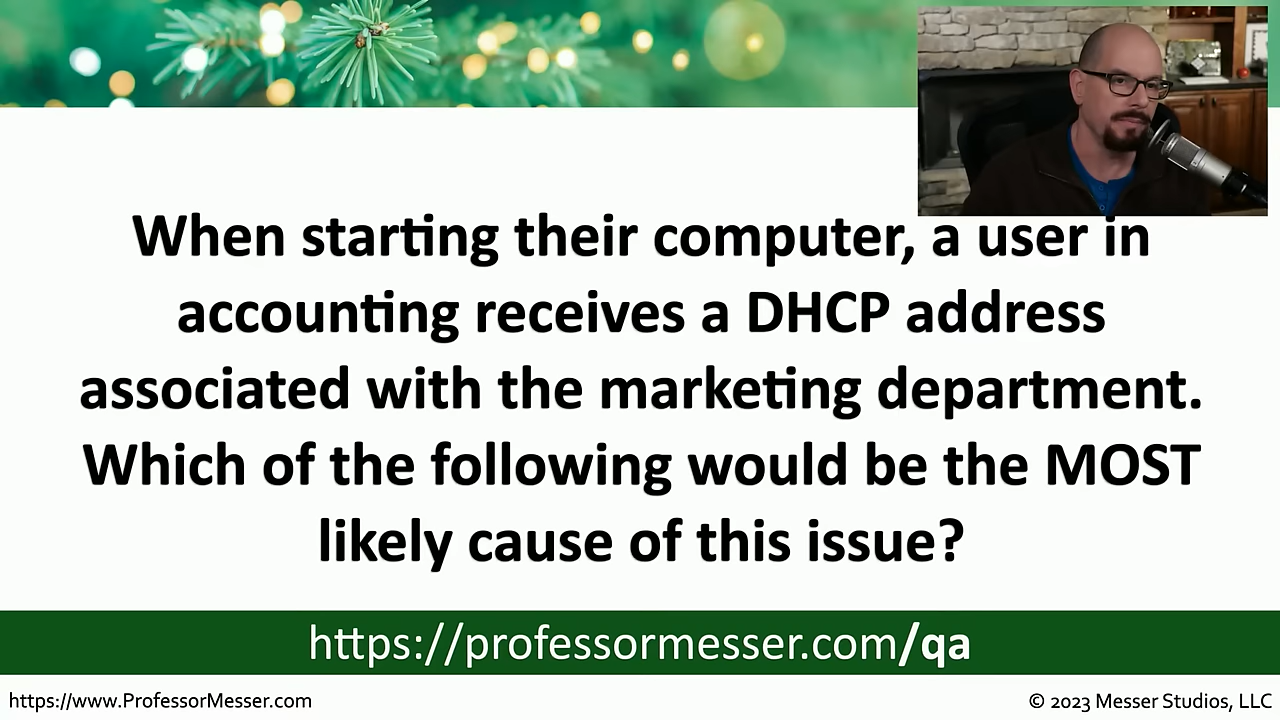 When starting their computer, a user in
accounting receives a DHCP address
associated with the marketing department.
Which of the following would be the MOST
likely cause of this issue?
https://professormesser.com/qa
https://www.ProfessorMesser.com
© 2023 Messer Studios, LLC